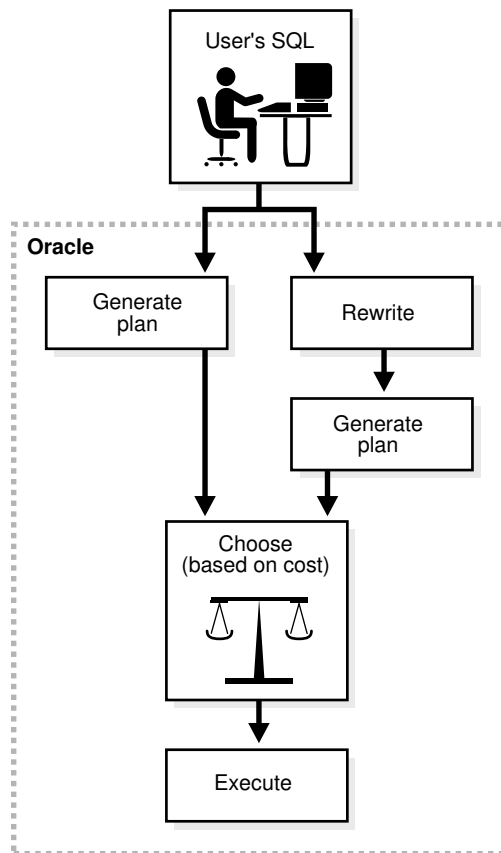 User's SQL
Oracle
Generate
plan
Rewrite
Generate
plan
Choose
(based on cost)
Execute